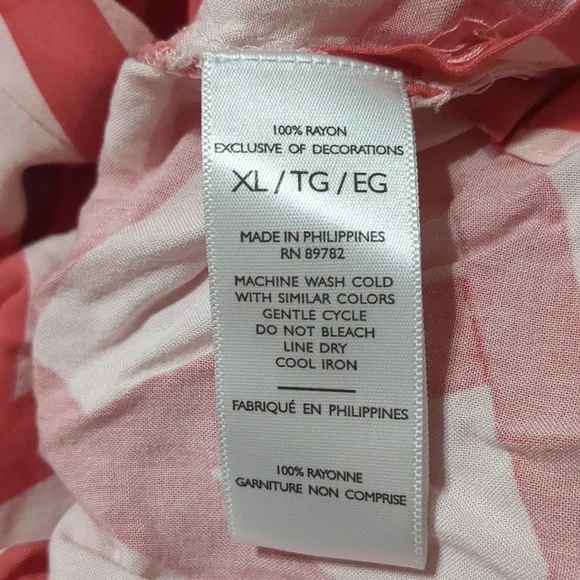 100% RAYON
EXCLUSIVE OF DECORATIONS
XL / TG / EG
MADE IN PHILIPPINES
RN 89782
MACHINE WASH COLD
WITH SIMILAR COLORS
GENTLE CYCLE
DO NOT BLEACH
LINE DRY
COOL IRON
FABRIQUÉ EN PHILIPPINES
100% RAYONNE
GARNITURE NON COMPRISE